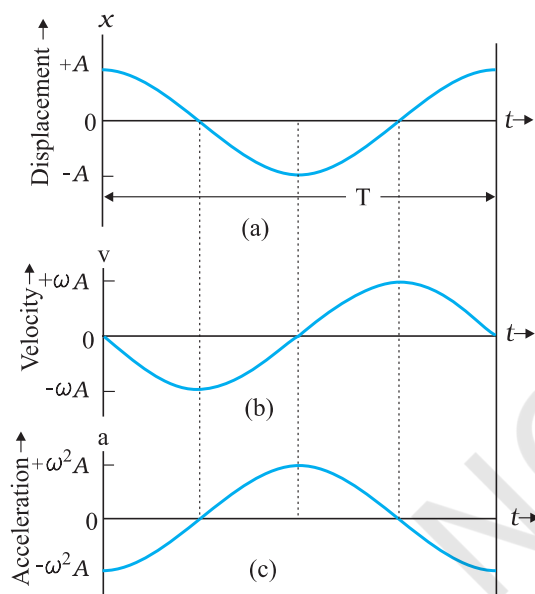 x
Displacement →
+A
0
t→
-A
T
(a)
v
Velocity→
+ωA
0
t→
-ωA
(b)
a
Acceleration→
+ω²A
0
t→
-ω²A
(c)